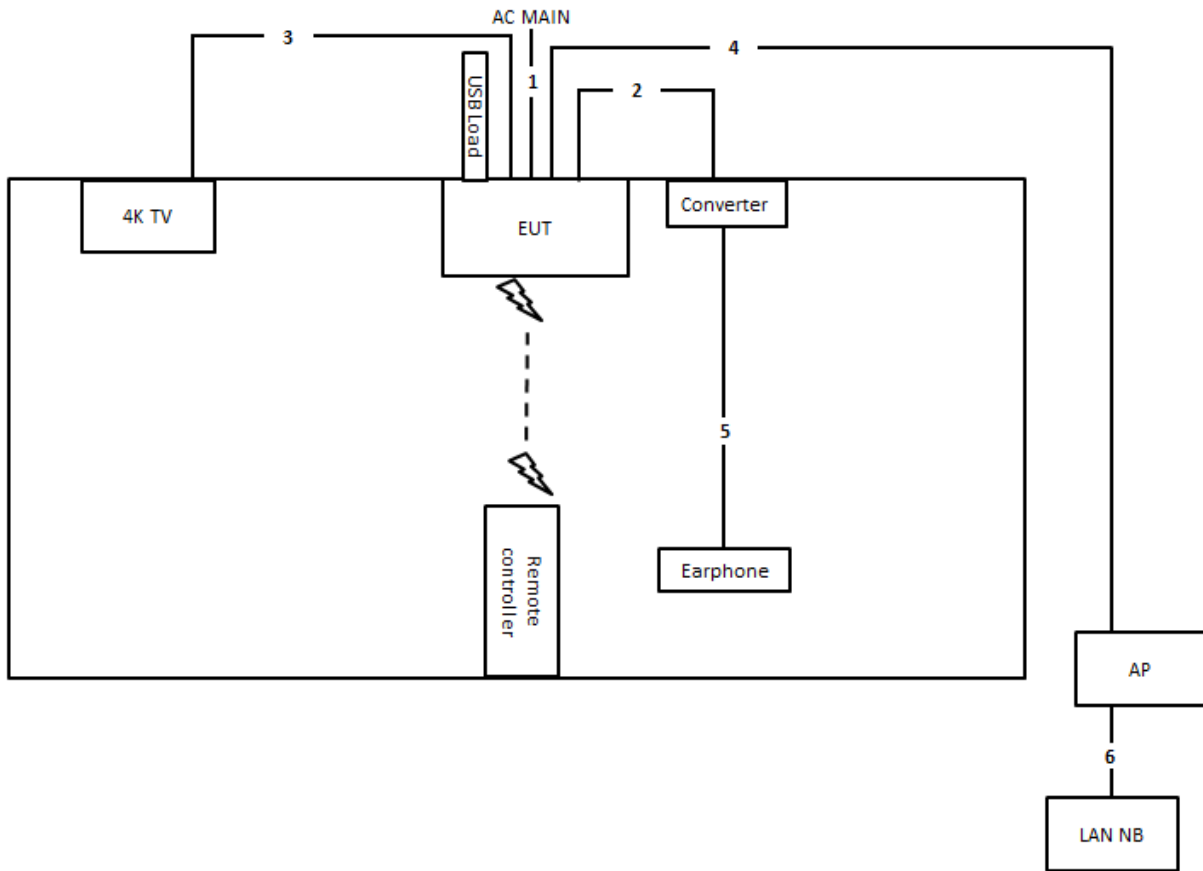 AC MAIN
3
4
USB Load
1
2
4K TV
EUT
Converter
5
Remote
controller
Earphone
AP
6
LAN NB